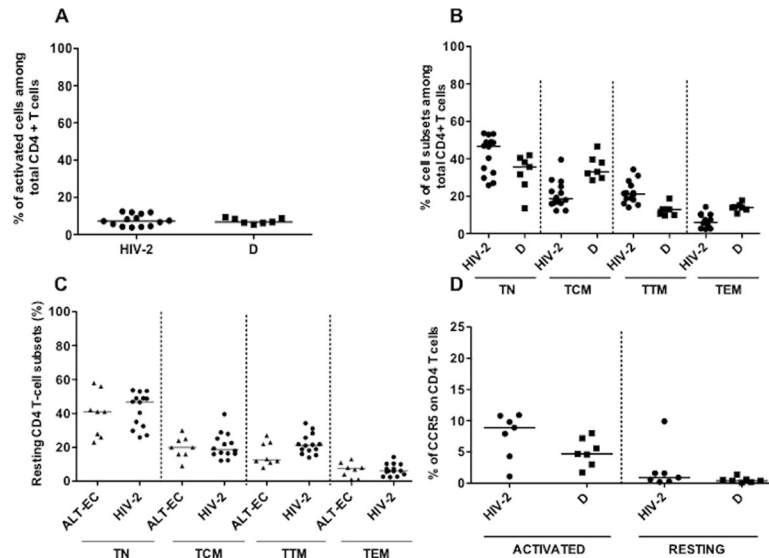 A
% of activated cells among
total CD4 + T cells
100
80
60
40
20
0
HIV-2
D
B
% of cell subsets among
total CD4+ T cells
100
80
60
40
20
0
HIV-2
D
HIV-2
D
HIV-2
D
HIV-2
D
TN
TCM
TTM
TEM
C
Resting CD4 T-cell subsets (%)
100
80
60
40
20
0
ALT-EC
HIV-2
ALT-EC
HIV-2
ALT-EC
HIV-2
ALT-EC
HIV-2
TN
TCM
TTM
TEM
D
% of CCR5 on CD4 T cells
25
20
15
10
5
0
HIV-2
D
HIV-2
D
ACTIVATED
RESTING